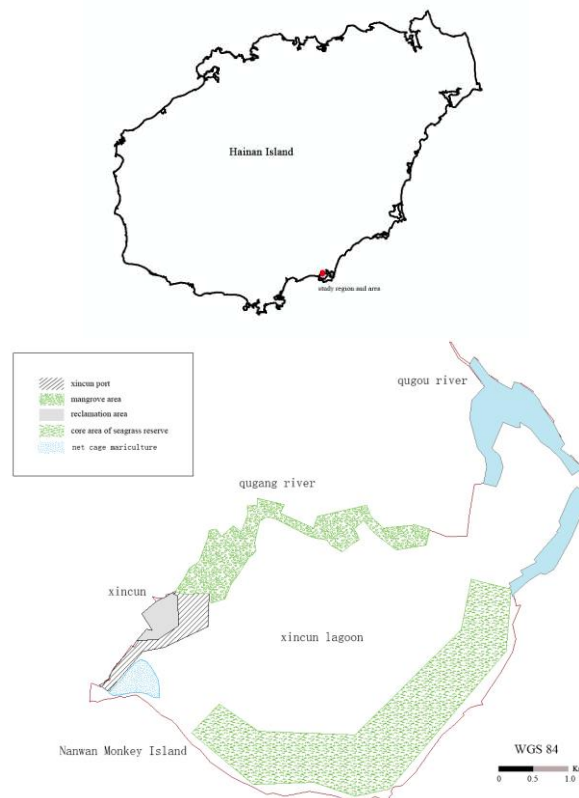 Hainan Island
study region and area
xincun port
mangrove area
reclamation area
core area of seagrass reserve
net cage mariculture
qugou river
qugang river
xincun
xincun lagoon
Nanwan Monkey Island
WGS 84
0.0 0.5 1.0